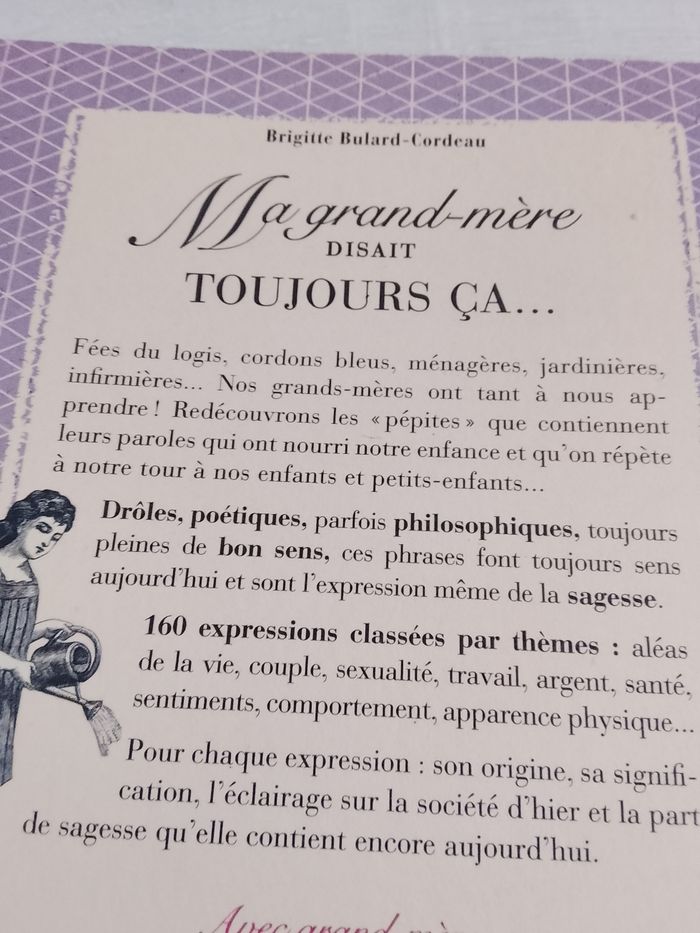 Brigitte Bulard-Cordeau
Ma grand-mère
DISAIT
TOUJOURS ÇA...
Fées du logis, cordons bleus, ménagères, jardinières,
infirmières... Nos grands-mères ont tant à nous ap-
prendre ! Redécouvrons les « pépites » que contiennent
leurs paroles qui ont nourri notre enfance et qu'on répète
à notre tour à nos enfants et petits-enfants...
Drôles, poétiques, parfois philosophiques, toujours
pleines de bon sens, ces phrases font toujours sens
aujourd'hui et sont l'expression même de la sagesse.
160 expressions classées par thèmes : aléas
de la vie, couple, sexualité, travail, argent, santé,
sentiments, comportement, apparence physique...
Pour chaque expression : son origine, sa signifi-
cation, l'éclairage sur la société d'hier et la part
de sagesse qu'elle contient encore aujourd'hui.
Avec grand-mè